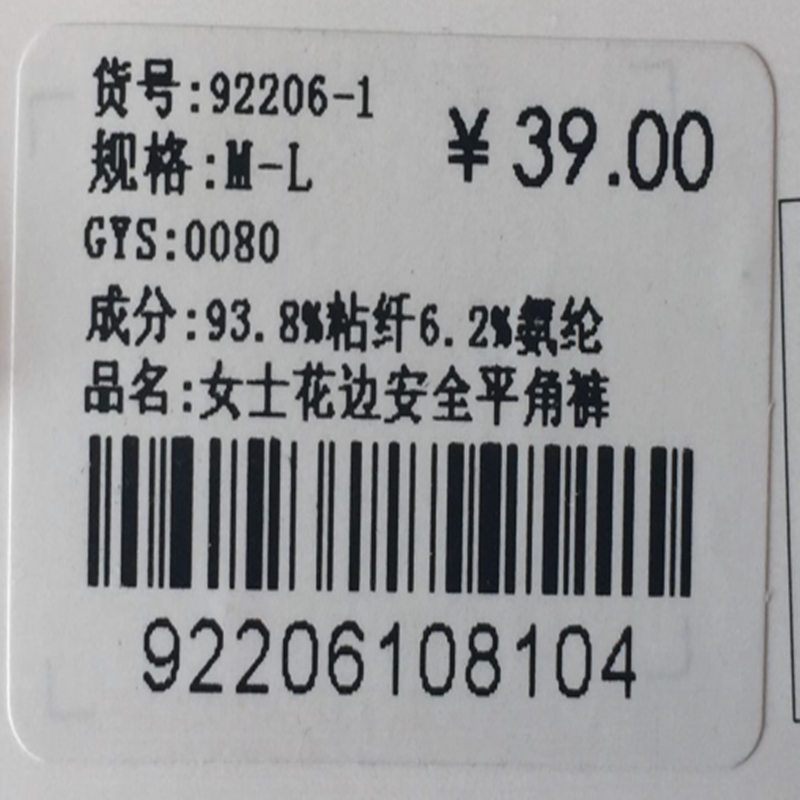 货号:92206-1
规格:M-L
¥39.00
GYS:0080
成分:93.8%粘纤6.2%氨纶
品名:女士花边安全平角裤
92206108104